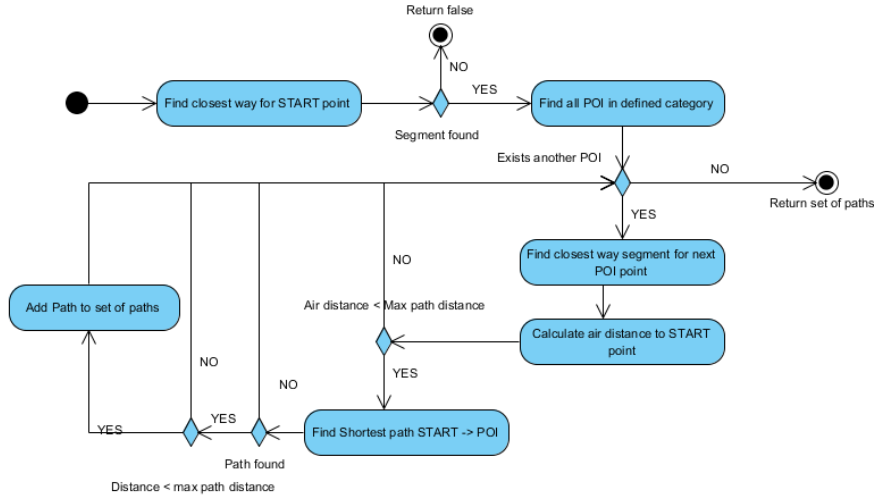 Return false
NO
YES
Find closest way for START point
Find all POI in defined category
Segment found
Exists another POI
NO
Return set of paths
YES
Find closest way segment for next
POI point
NO
Add Path to set of paths
Air distance < Max path distance
Calculate air distance to START
point
NO
YES
NO
YES
YES
Find Shortest path START -> POI
Path found
Distance < max path distance